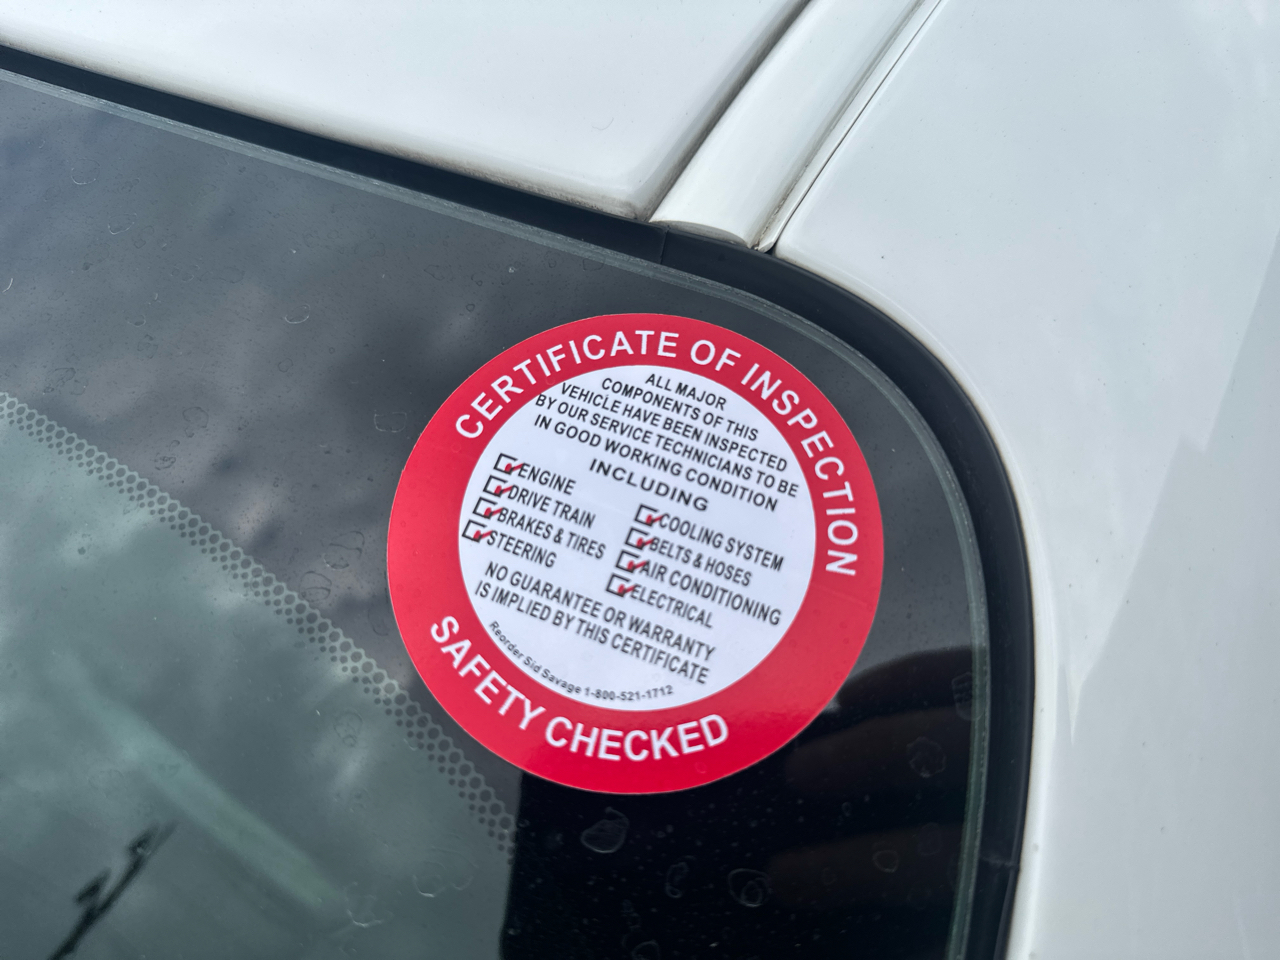 CERTIFICATE OF INSPECTION
ALL MAJOR
COMPONENTS OF THIS
VEHICLE HAVE BEEN INSPECTED
BY OUR SERVICE TECHNICIANS TO BE
IN GOOD WORKING CONDITION
INCLUDING
ENGINE
DRIVE TRAIN
BRAKES & TIRES
STEERING
COOLING SYSTEM
BELTS & HOSES
AIR CONDITIONING
ELECTRICAL
NO GUARANTEE OR WARRANTY
IS IMPLIED BY THIS CERTIFICATE
Reorder Sid Savage 1-800-521-1712
SAFETY CHECKED